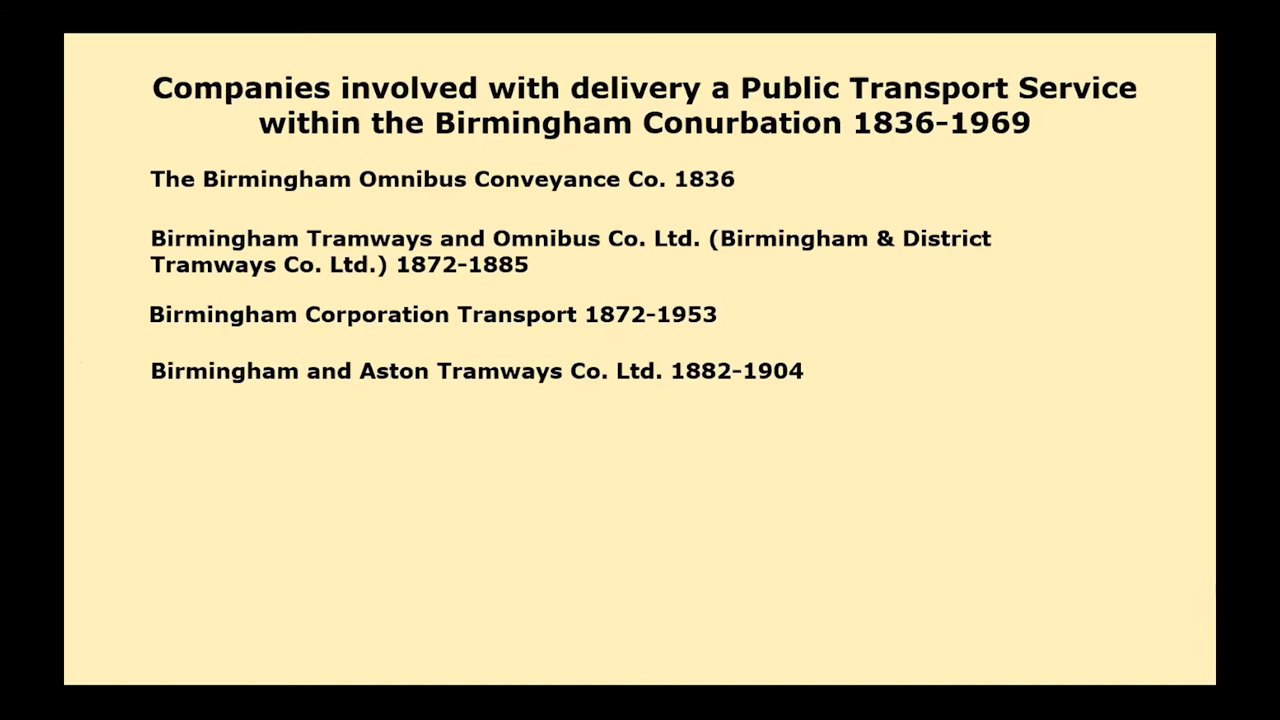 Companies involved with delivery a Public Transport Service
within the Birmingham Conurbation 1836-1969
The Birmingham Omnibus Conveyance Co. 1836
Birmingham Tramways and Omnibus Co. Ltd. (Birmingham & District
Tramways Co. Ltd.) 1872-1885
Birmingham Corporation Transport 1872-1953
Birmingham and Aston Tramways Co. Ltd. 1882-1904